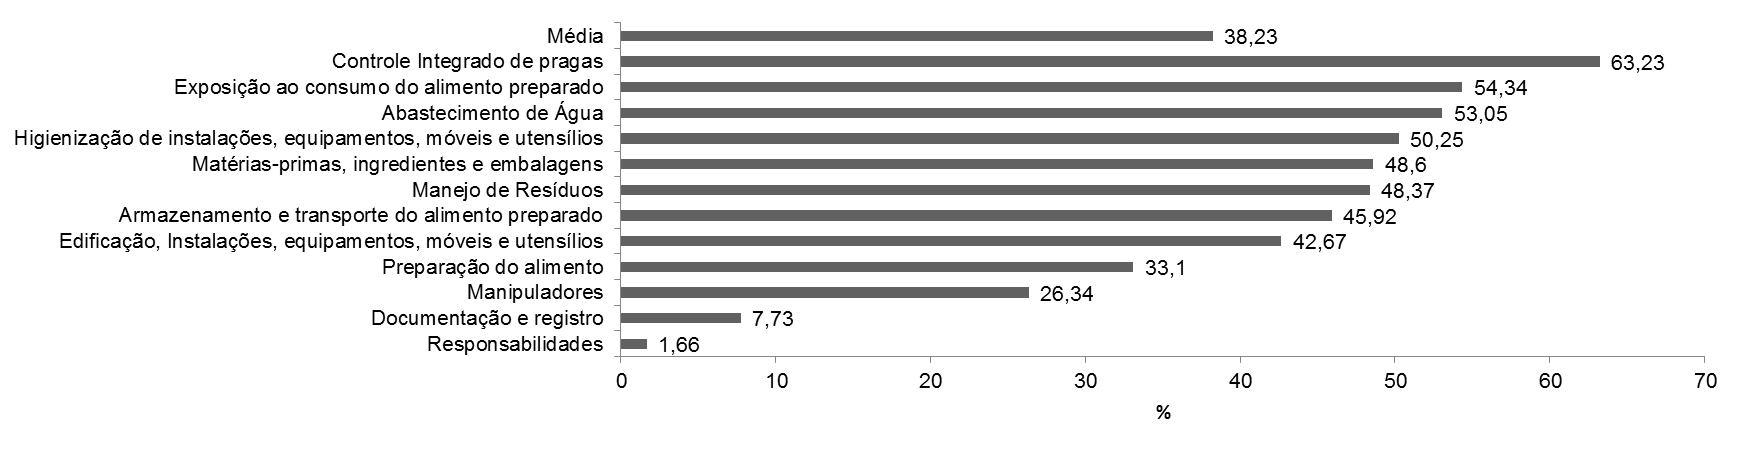 Média 38,23
Controle Integrado de pragas 63,23
Exposição ao consumo do alimento preparado 54,34
Abastecimento de Água 53,05
Higienização de instalações, equipamentos, móveis e utensílios 50,25
Matérias-primas, ingredientes e embalagens 48,6
Manejo de Resíduos 48,37
Armazenamento e transporte do alimento preparado 45,92
Edificação, Instalações, equipamentos, móveis e utensílios 42,67
Preparação do alimento 33,1
Manipuladores 26,34
Documentação e registro 7,73
Responsabilidades 1,66
0 10 20 30 40 50 60 70
%